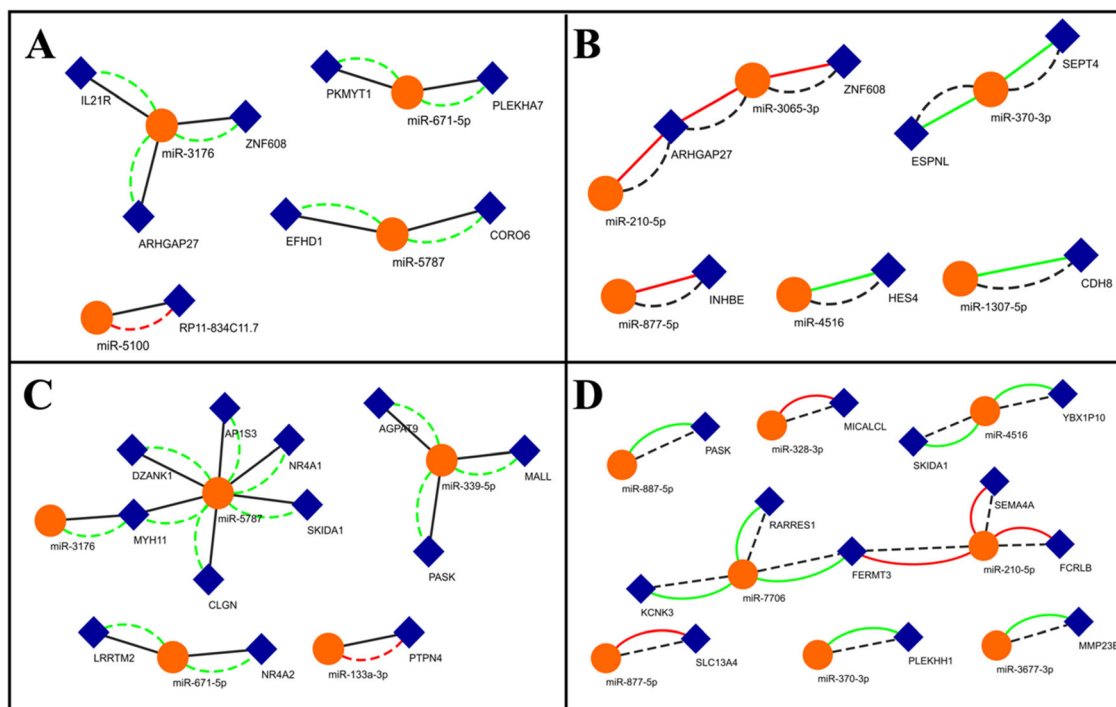 A
IL21R
miR-3176
ZNF608
ARHGAP27
PKMYT1
miR-671-5p
PLEKHA7
EFHD1
miR-5787
CORO6
miR-5100
RP11-834C11.7
B
miR-3065-3p
ZNF608
ARHGAP27
miR-210-5p
SEPT4
miR-370-3p
ESPNL
miR-877-5p
INHBE
miR-4516
HES4
miR-1307-5p
CDH8
C
AP1S3
DZANK1
NR4A1
miR-5787
SKIDA1
miR-3176
MYH11
CLGN
AGPAT9
miR-339-5p
MALL
PASK
LRRTM2
miR-671-5p
NR4A2
miR-133a-3p
PTPN4
D
miR-887-5p
PASK
miR-328-3p
MICALCL
miR-4516
YBX1P10
SKIDA1
RARRES1
SEMA4A
miR-210-5p
FCRLB
FERMT3
miR-7706
KCNK3
miR-877-5p
SLC13A4
miR-370-3p
PLEKHH1
miR-3677-3p
MMP23B